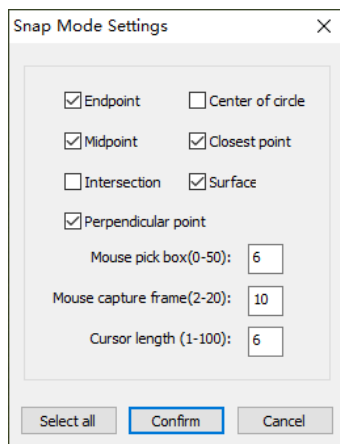 Snap Mode Settings
Endpoint Center of circle
Midpoint Closest point
Intersection Surface
Perpendicular point
Mouse pick box(0-50): 6
Mouse capture frame(2-20): 10
Cursor length (1-100): 6
Select all Confirm Cancel